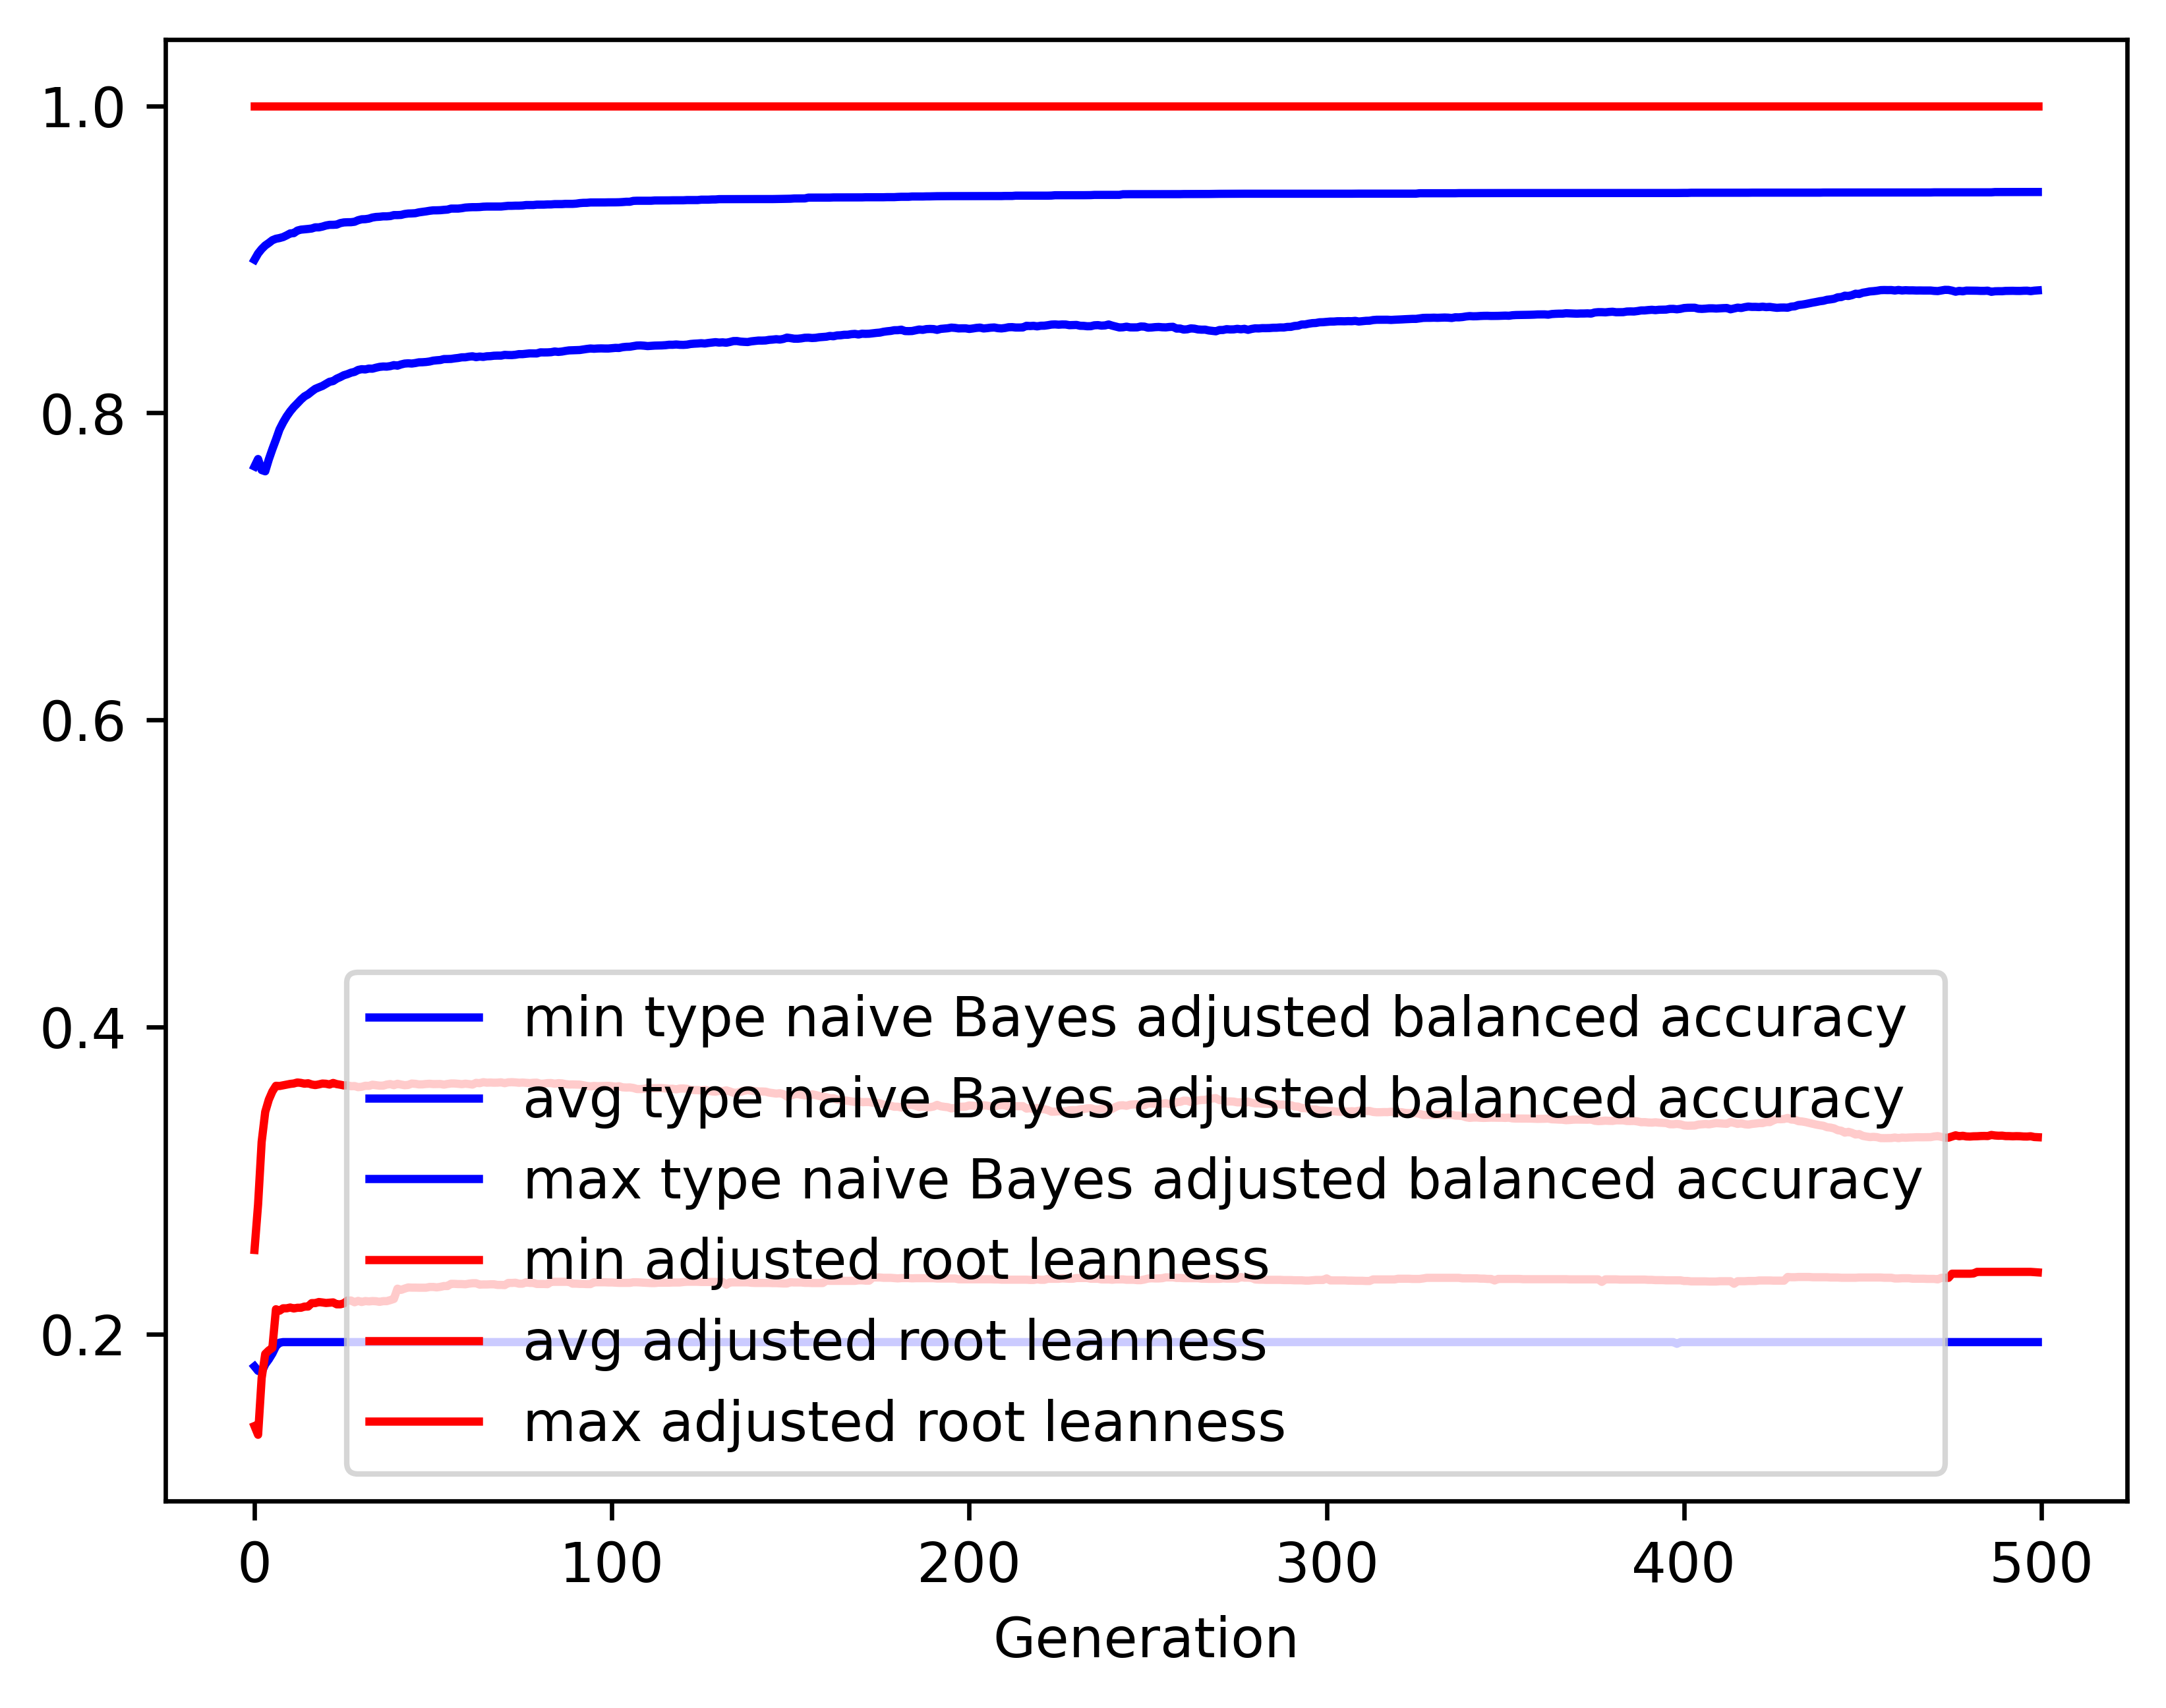 1.0
0.8
0.6
0.4
0.2
min type naive Bayes adjusted balanced accuracy
avg type naive Bayes adjusted balanced accuracy
max type naive Bayes adjusted balanced accuracy
min adjusted root leanness
avg adjusted root leanness
max adjusted root leanness
0 100 200 300 400 500
Generation